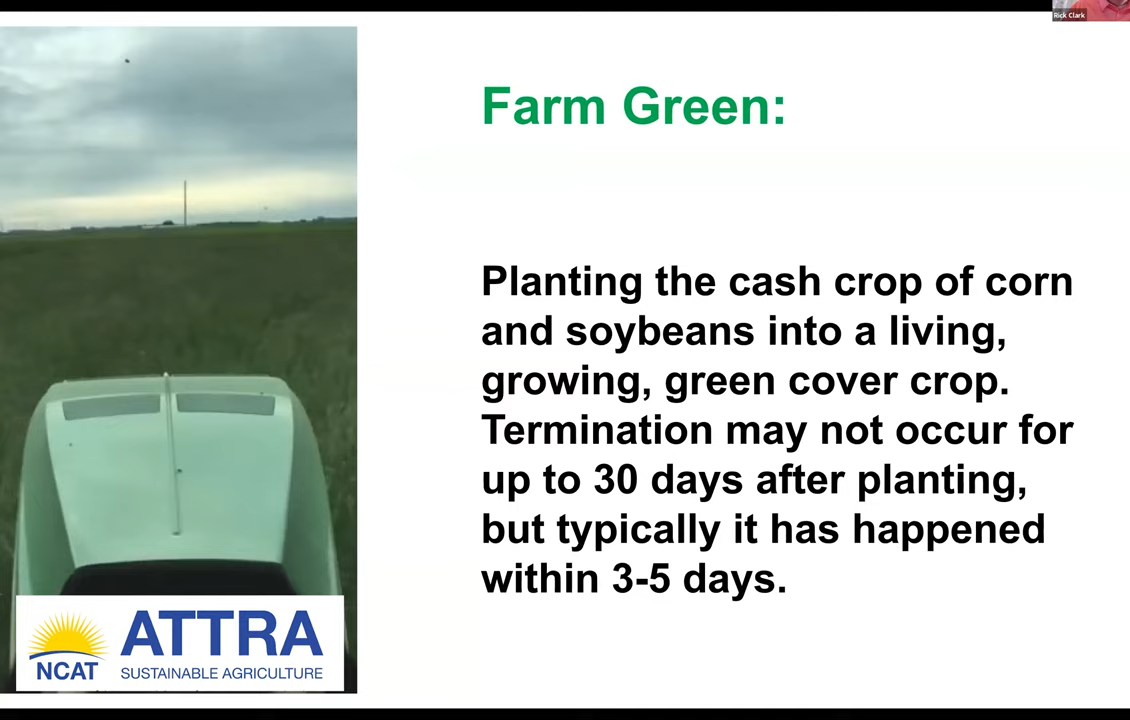 Rick Clark
Farm Green:
Planting the cash crop of corn
and soybeans into a living,
growing, green cover crop.
Termination may not occur for
up to 30 days after planting,
but typically it has happened
within 3-5 days.
ATTRA
NCAT
SUSTAINABLE AGRICULTURE